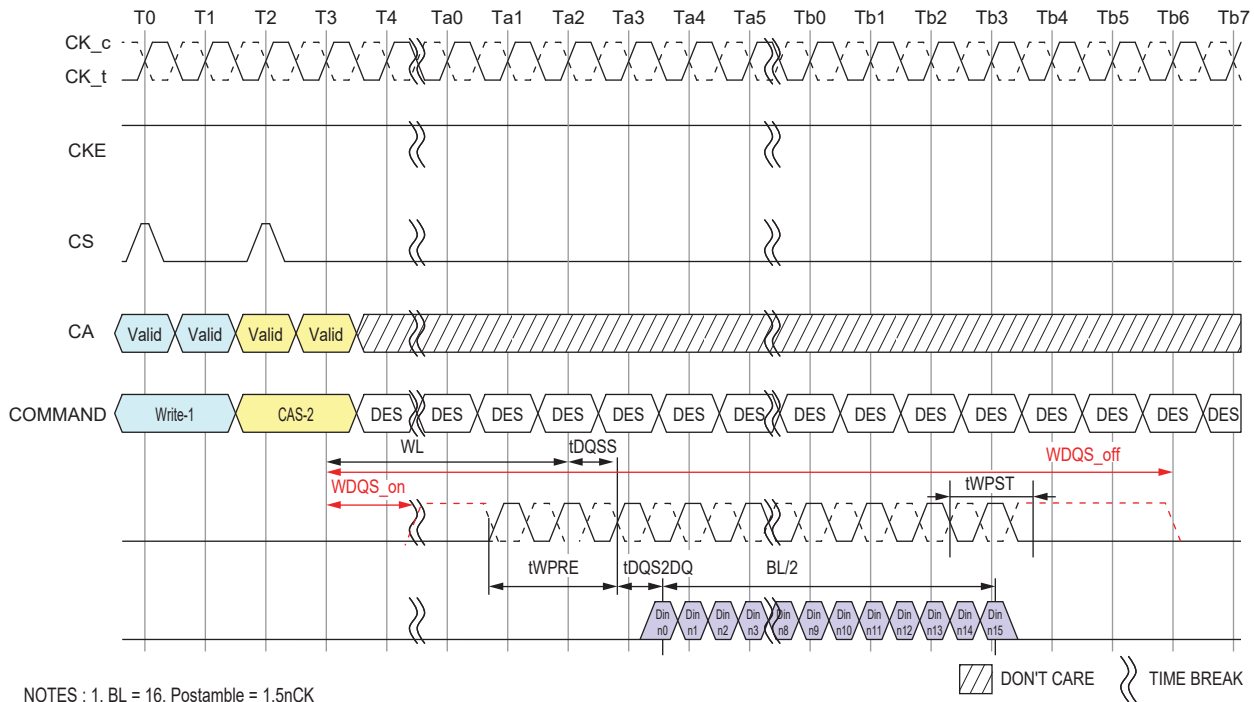 T0 T1 T2 T3 T4 Ta0 Ta1 Ta2 Ta3 Ta4 Ta5 Tb0 Tb1 Tb2 Tb3 Tb4 Tb5 Tb6 Tb7
CK_c
CK_t
CKE
CS
CA Valid Valid Valid Valid
COMMAND Write-1 CAS-2 DES DES DES DES DES DES DES DES DES DES DES DES DES DES DES
WL tDQSS WDQS_off
WDQS_on tWPST
tWPRE tDQS2DQ BL/2
Din n0 Din n1 Din n2 Din n3 Din n8 Din n9 Din n10 Din n11 Din n12 Din n13 Din n14 Din n15
DON'T CARE TIME BREAK
NOTES : 1. BL = 16, Postamble = 1.5nCK